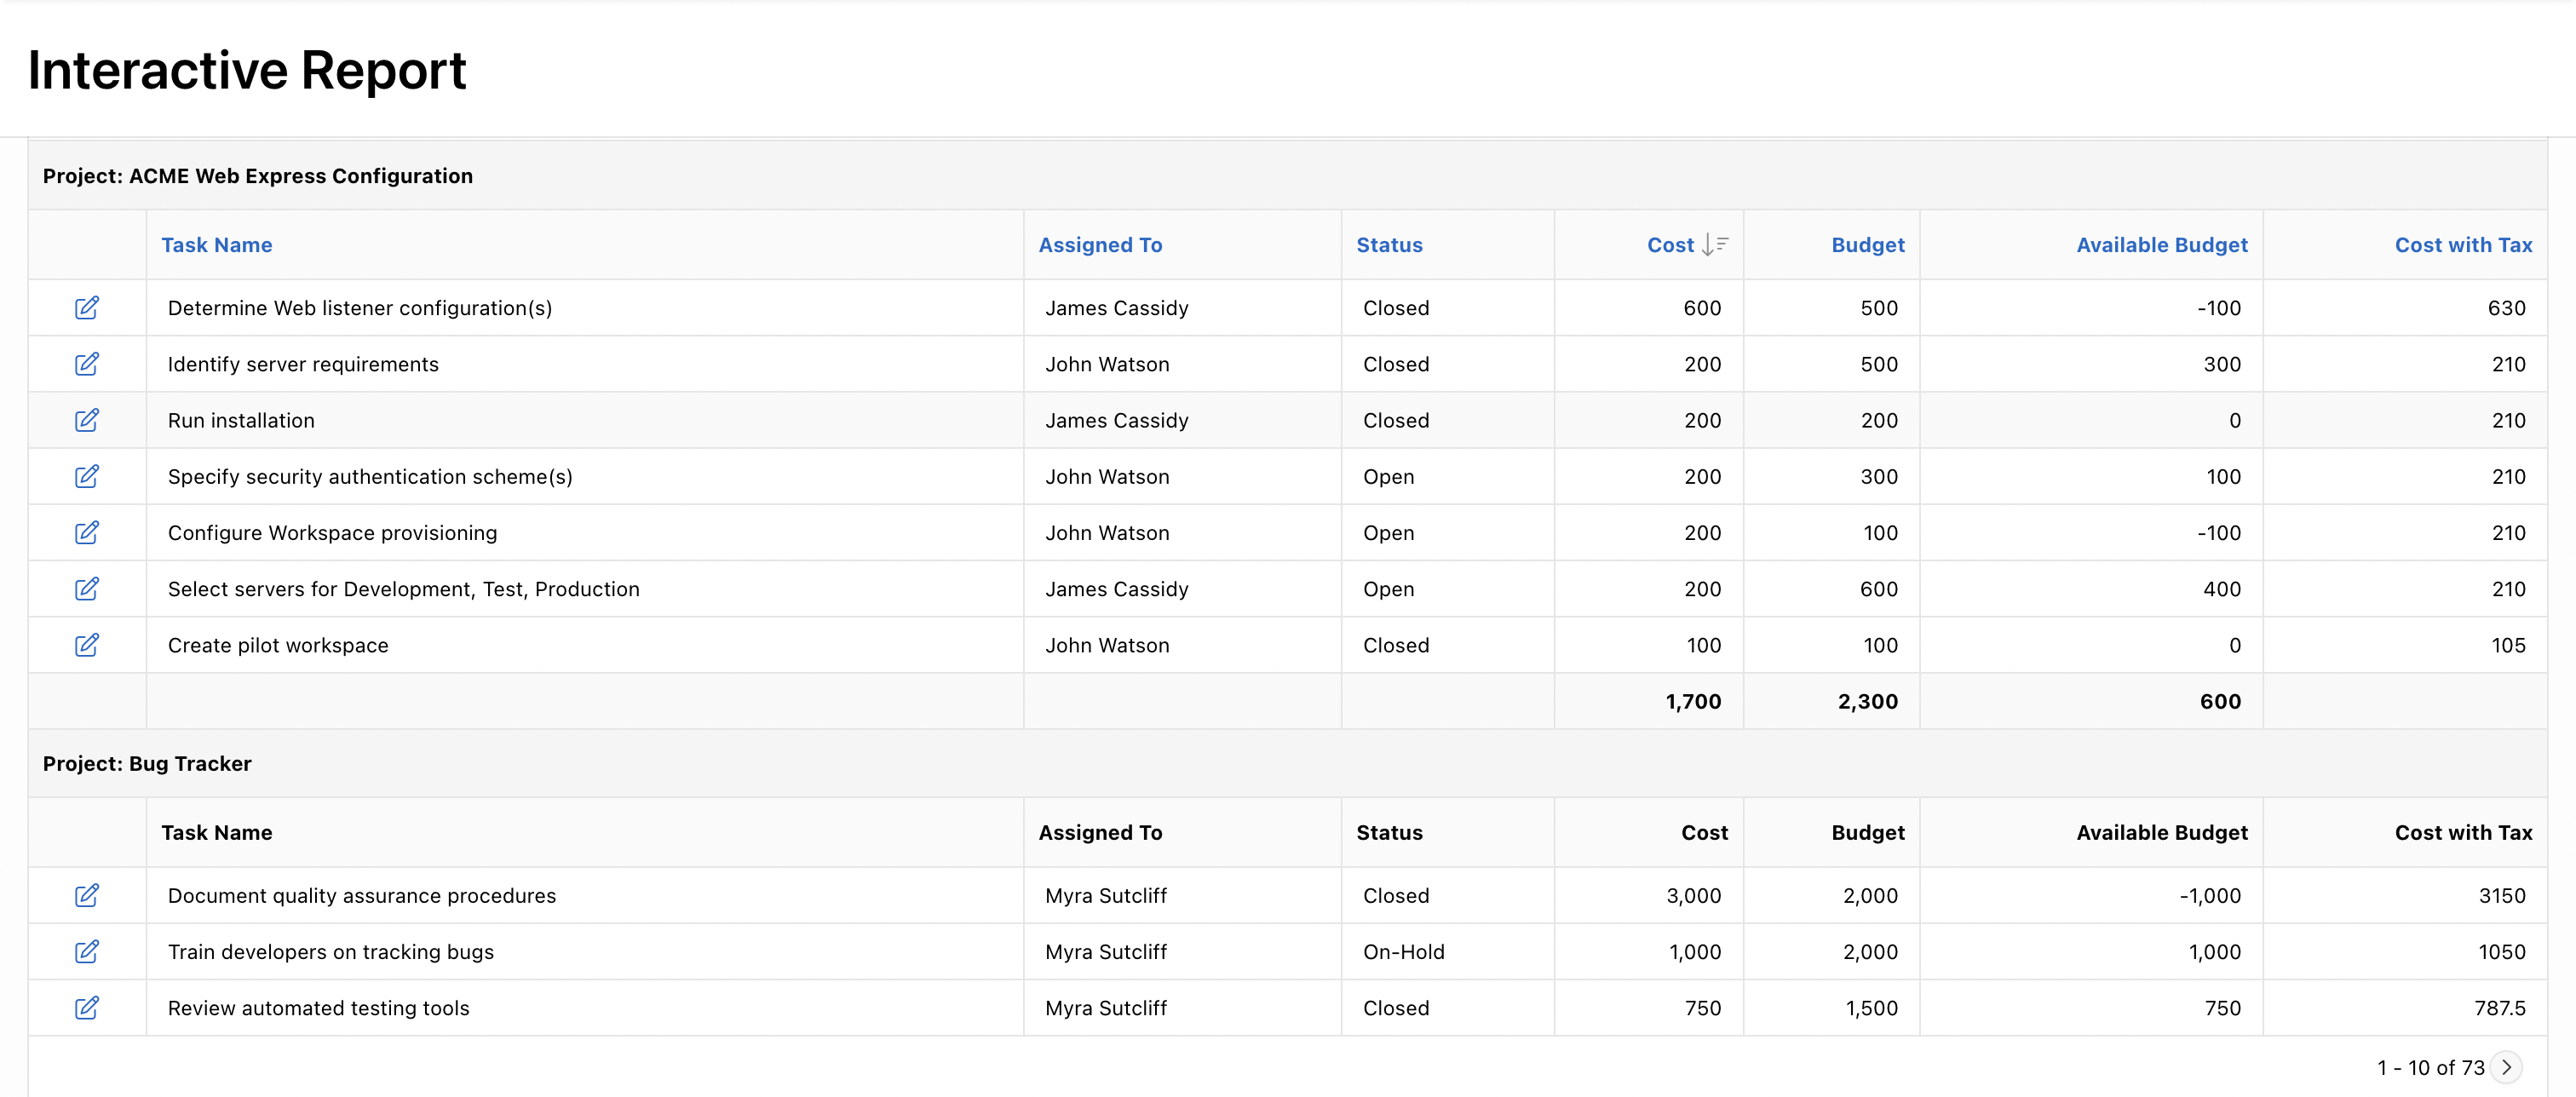 Interactive Report
Project: ACME Web Express Configuration
Task Name Assigned To Status Cost Budget Available Budget Cost with Tax
Determine Web listener configuration(s) James Cassidy Closed 600 500 -100 630
Identify server requirements John Watson Closed 200 500 300 210
Run installation James Cassidy Closed 200 200 0 210
Specify security authentication scheme(s) John Watson Open 200 300 100 210
Configure Workspace provisioning John Watson Open 200 100 -100 210
Select servers for Development, Test, Production James Cassidy Open 200 600 400 210
Create pilot workspace John Watson Closed 100 100 0 105
1,700 2,300 600
Project: Bug Tracker
Task Name Assigned To Status Cost Budget Available Budget Cost with Tax
Document quality assurance procedures Myra Sutcliff Closed 3,000 2,000 -1,000 3150
Train developers on tracking bugs Myra Sutcliff On-Hold 1,000 2,000 1,000 1050
Review automated testing tools Myra Sutcliff Closed 750 1,500 750 787.5
1 - 10 of 73